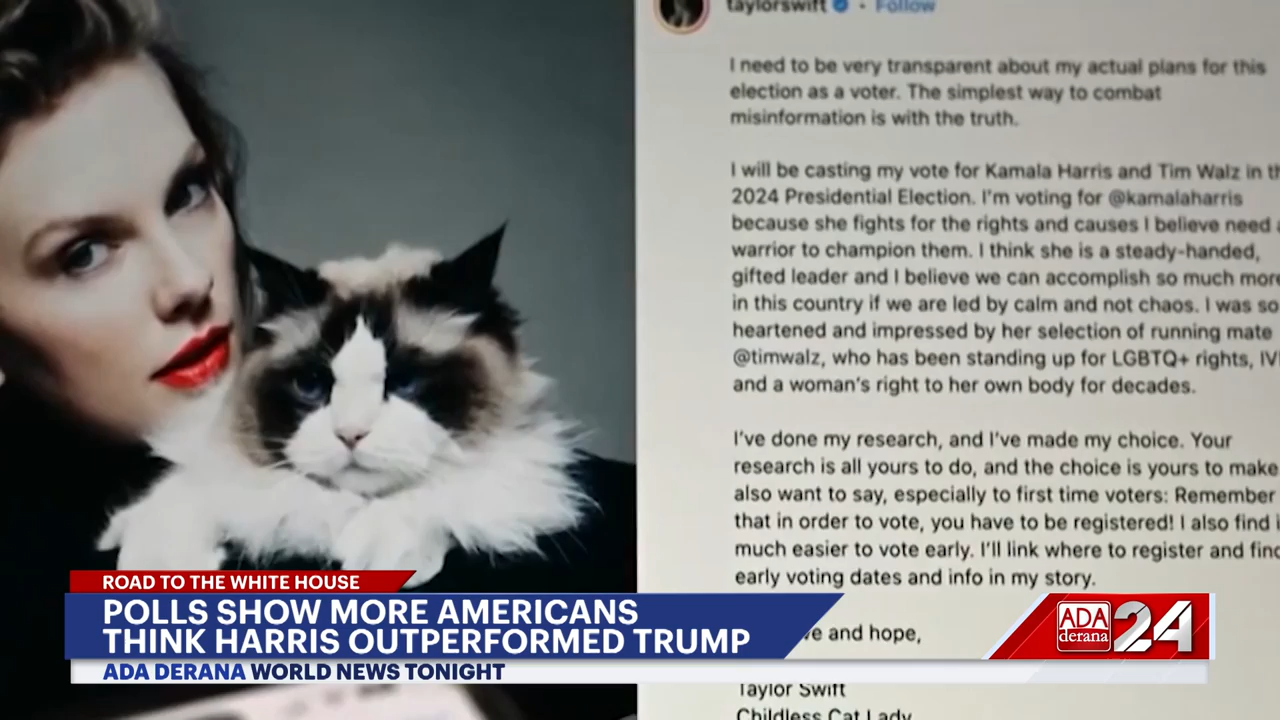 taylorswift • Follow
I need to be very transparent about my actual plans for this
election as a voter. The simplest way to combat
misinformation is with the truth.
I will be casting my vote for Kamala Harris and Tim Walz in th
2024 Presidential Election. I'm voting for @kamalaharris
because she fights for the rights and causes I believe need a
warrior to champion them. I think she is a steady-handed,
gifted leader and I believe we can accomplish so much more
in this country if we are led by calm and not chaos. I was so
heartened and impressed by her selection of running mate
@timwalz, who has been standing up for LGBTQ+ rights, IV
and a woman's right to her own body for decades.
I've done my research, and I've made my choice. Your
research is all yours to do, and the choice is yours to make
also want to say, especially to first time voters: Remember
that in order to vote, you have to be registered! I also find i
much easier to vote early. I'll link where to register and find
early voting dates and info in my story.
e and hope,
Taylor Swift
Childless Cat Lady
ROAD TO THE WHITE HOUSE
POLLS SHOW MORE AMERICANS
THINK HARRIS OUTPERFORMED TRUMP
ADA DERANA WORLD NEWS TONIGHT
ADA
derana
24